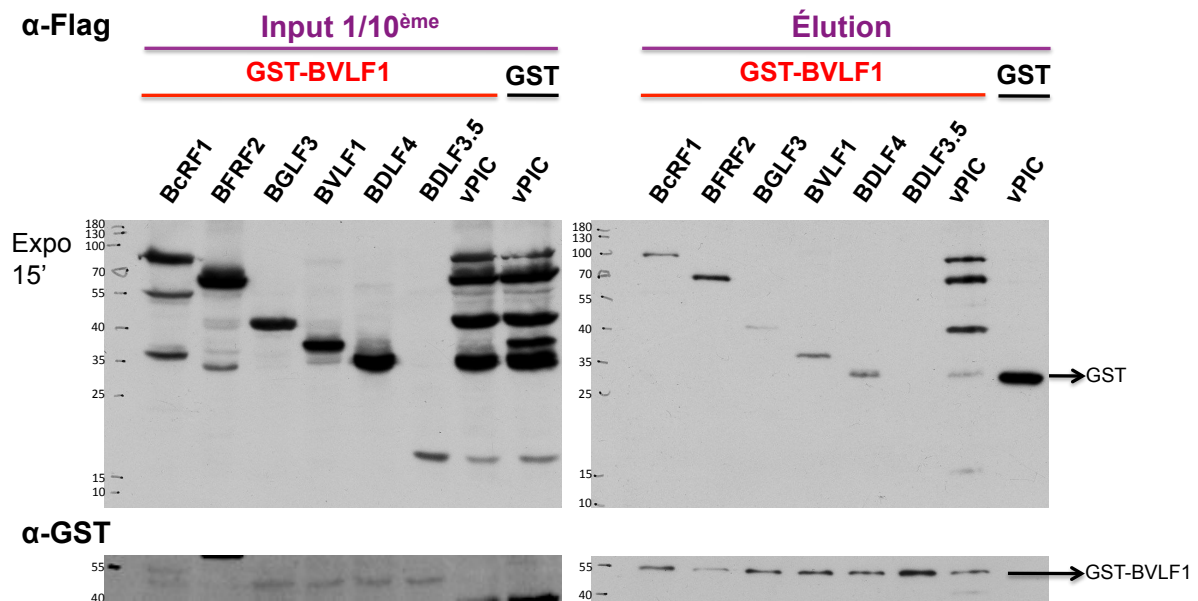 α-Flag
Input 1/10ème
Élution
GST-BVLF1
GST
GST-BVLF1
GST
BcRF1
BFRF2
BGLF3
BVLF1
BDLF4
BDLF3.5
vPIC
vPIC
BcRF1
BFRF2
BGLF3
BVLF1
BDLF4
BDLF3.5
vPIC
vPIC
Expo
15’
180
130
100
70
55
40
35
25
15
10
180
130
100
70
55
40
35
25
15
10
GST
α-GST
55
40
55
40
GST-BVLF1